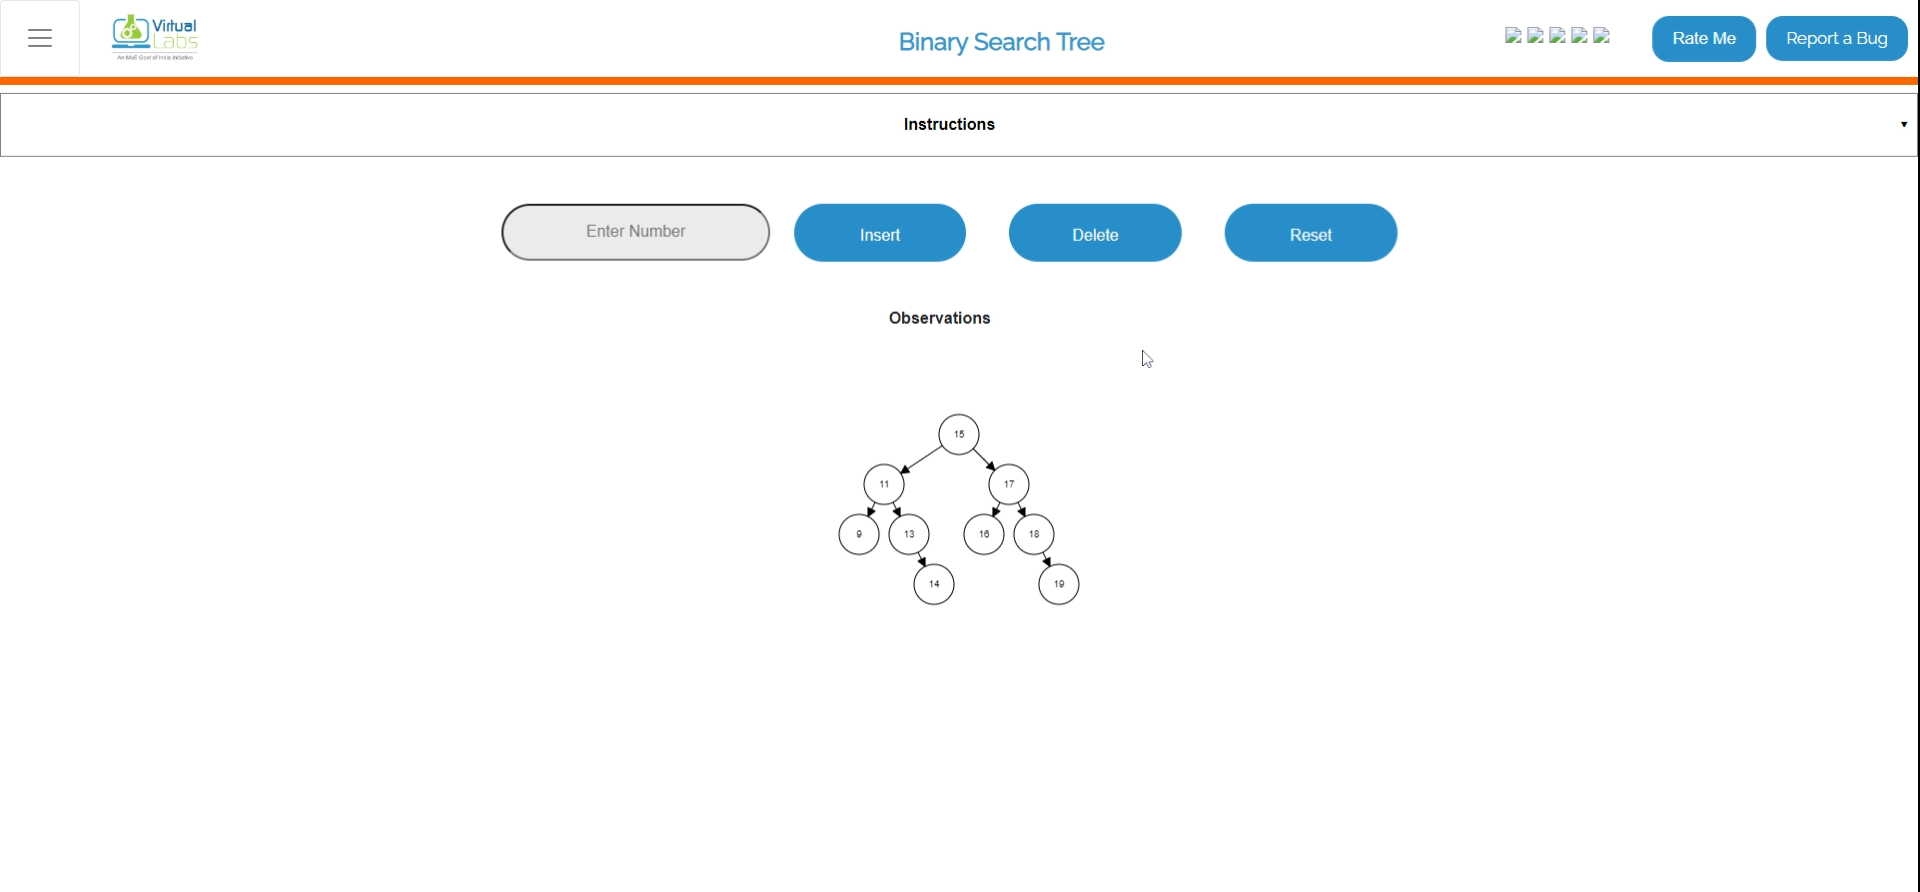 Virtual
Labs
An MoE Govt of India Initiative
Binary Search Tree
Rate Me
Report a Bug
Instructions
Enter Number
Insert
Delete
Reset
Observations
15
11
17
9
13
16
18
14
19